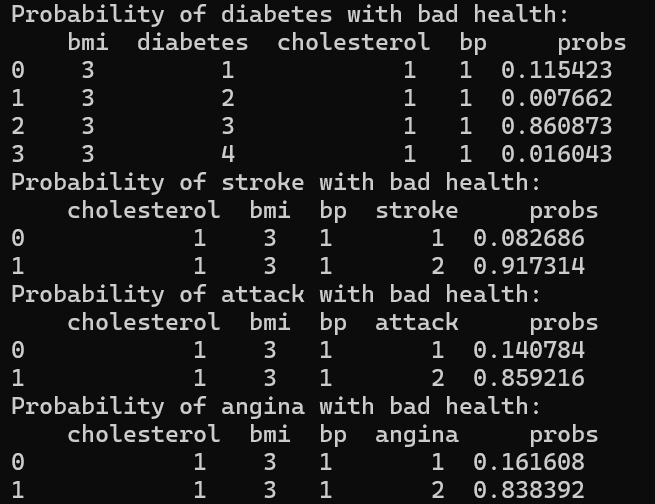 Probability of diabetes with bad health:
   bmi  diabetes  cholesterol  bp     probs
0    3         1            1   1  0.115423
1    3         2            1   1  0.007662
2    3         3            1   1  0.860873
3    3         4            1   1  0.016043
Probability of stroke with bad health:
   cholesterol  bmi  bp  stroke     probs
0            1    3   1       1  0.082686
1            1    3   1       2  0.917314
Probability of attack with bad health:
   cholesterol  bmi  bp  attack     probs
0            1    3   1       1  0.140784
1            1    3   1       2  0.859216
Probability of angina with bad health:
   cholesterol  bmi  bp  angina     probs
0            1    3   1       1  0.161608
1            1    3   1       2  0.838392